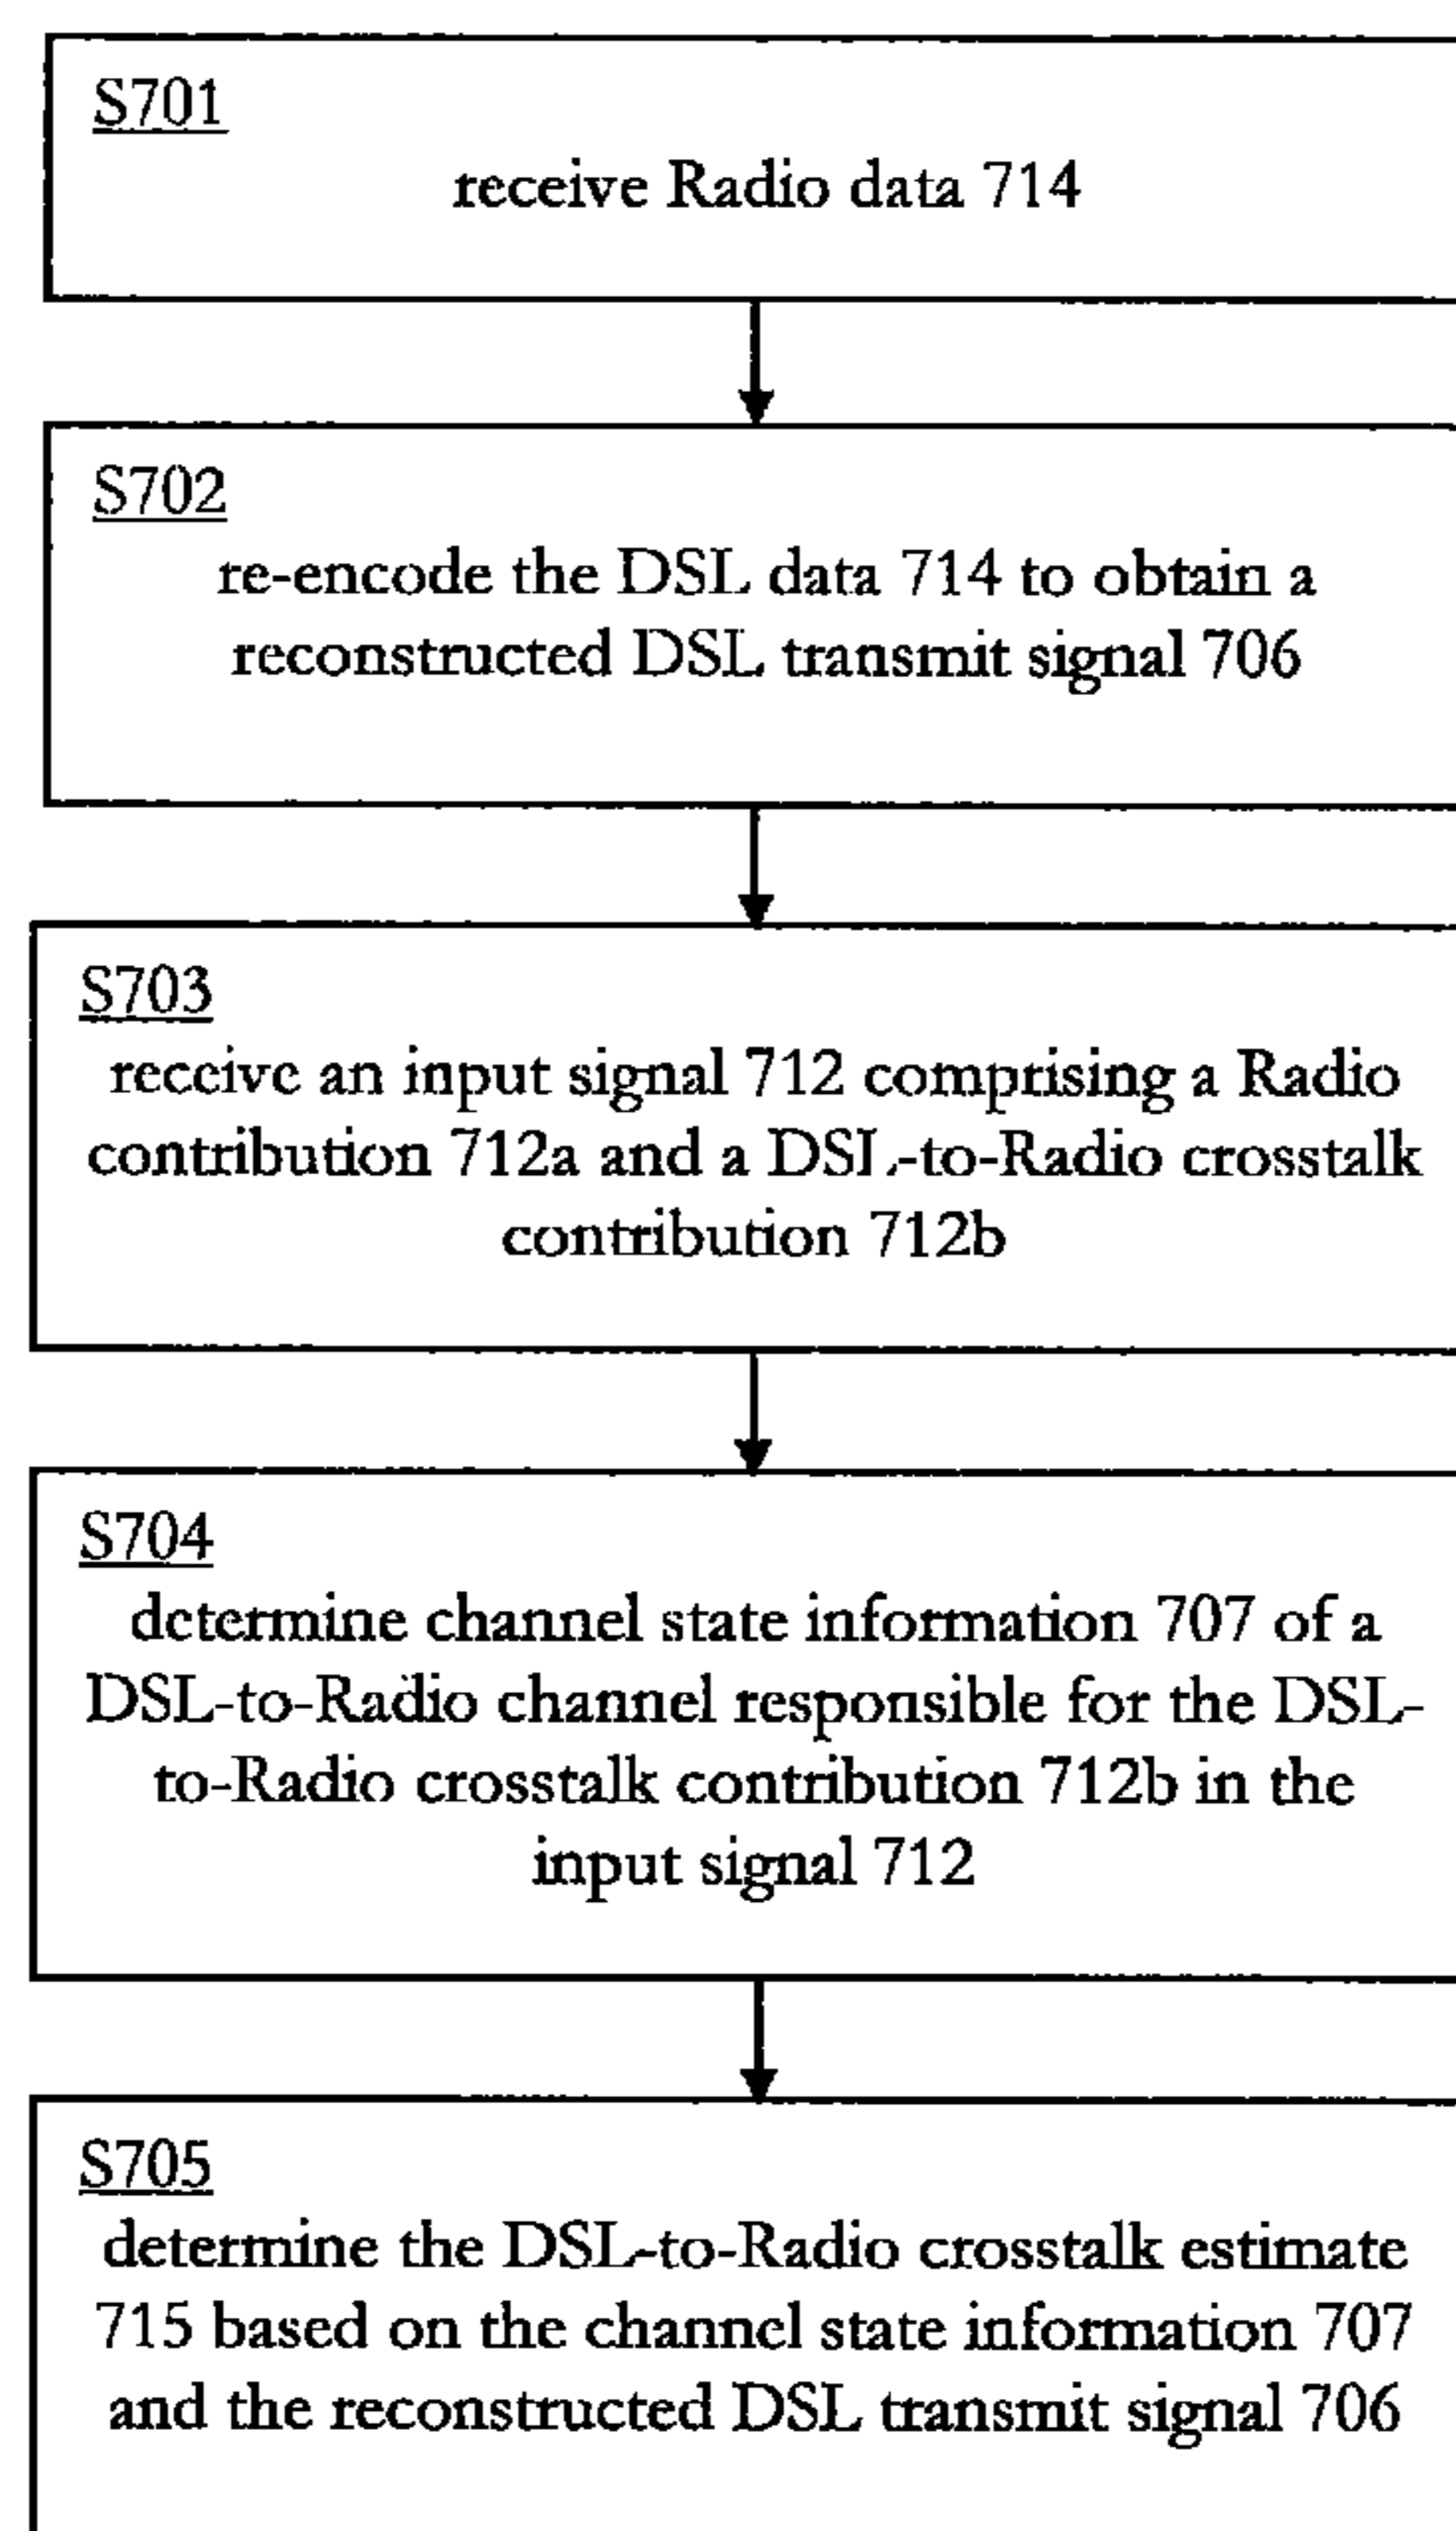 S701
receive Radio data 714
S702
re-encode the DSL data 714 to obtain a
reconstructed DSL transmit signal 706
S703
receive an input signal 712 comprising a Radio
contribution 712a and a DSL-to-Radio crosstalk
contribution 712b
S704
determine channel state information 707 of a
DSL-to-Radio channel responsible for the DSL-
to-Radio crosstalk contribution 712b in the
input signal 712
S705
determine the DSL-to-Radio crosstalk estimate
715 based on the channel state information 707
and the reconstructed DSL transmit signal 706